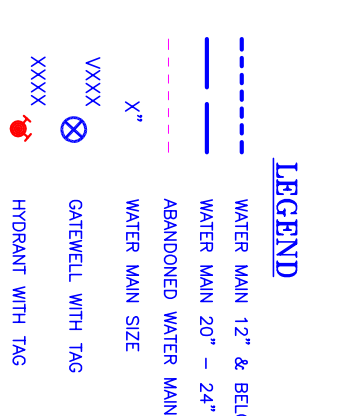 LEGEND
WATER MAIN 12" &
WATER MAIN 20" – 24"
ABANDONED WATER MAIN
X" WATER MAIN SIZE
VXXX GATEWELL WITH TAG
XXXX HYDRANT WITH TAG